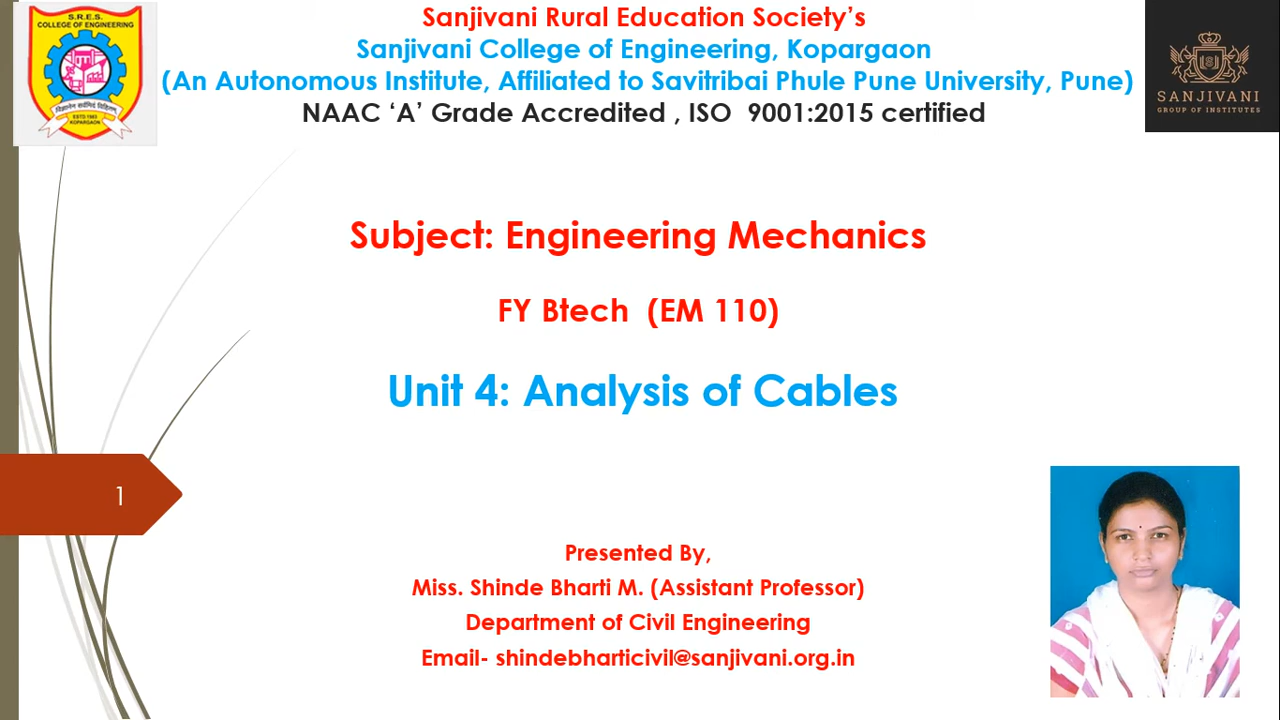 S.R.E.S.
COLLEGE OF ENGINEERING
ESTD 1983
KOPARGAON
Sanjivani Rural Education Society’s
Sanjivani College of Engineering, Kopargaon
(An Autonomous Institute, Affiliated to Savitribai Phule Pune University, Pune)
NAAC ‘A’ Grade Accredited , ISO 9001:2015 certified
SANJIVANI
GROUP OF INSTITUTES
Subject: Engineering Mechanics
FY Btech (EM 110)
Unit 4: Analysis of Cables
1
Presented By,
Miss. Shinde Bharti M. (Assistant Professor)
Department of Civil Engineering
Email- shindebharticivil@sanjivani.org.in